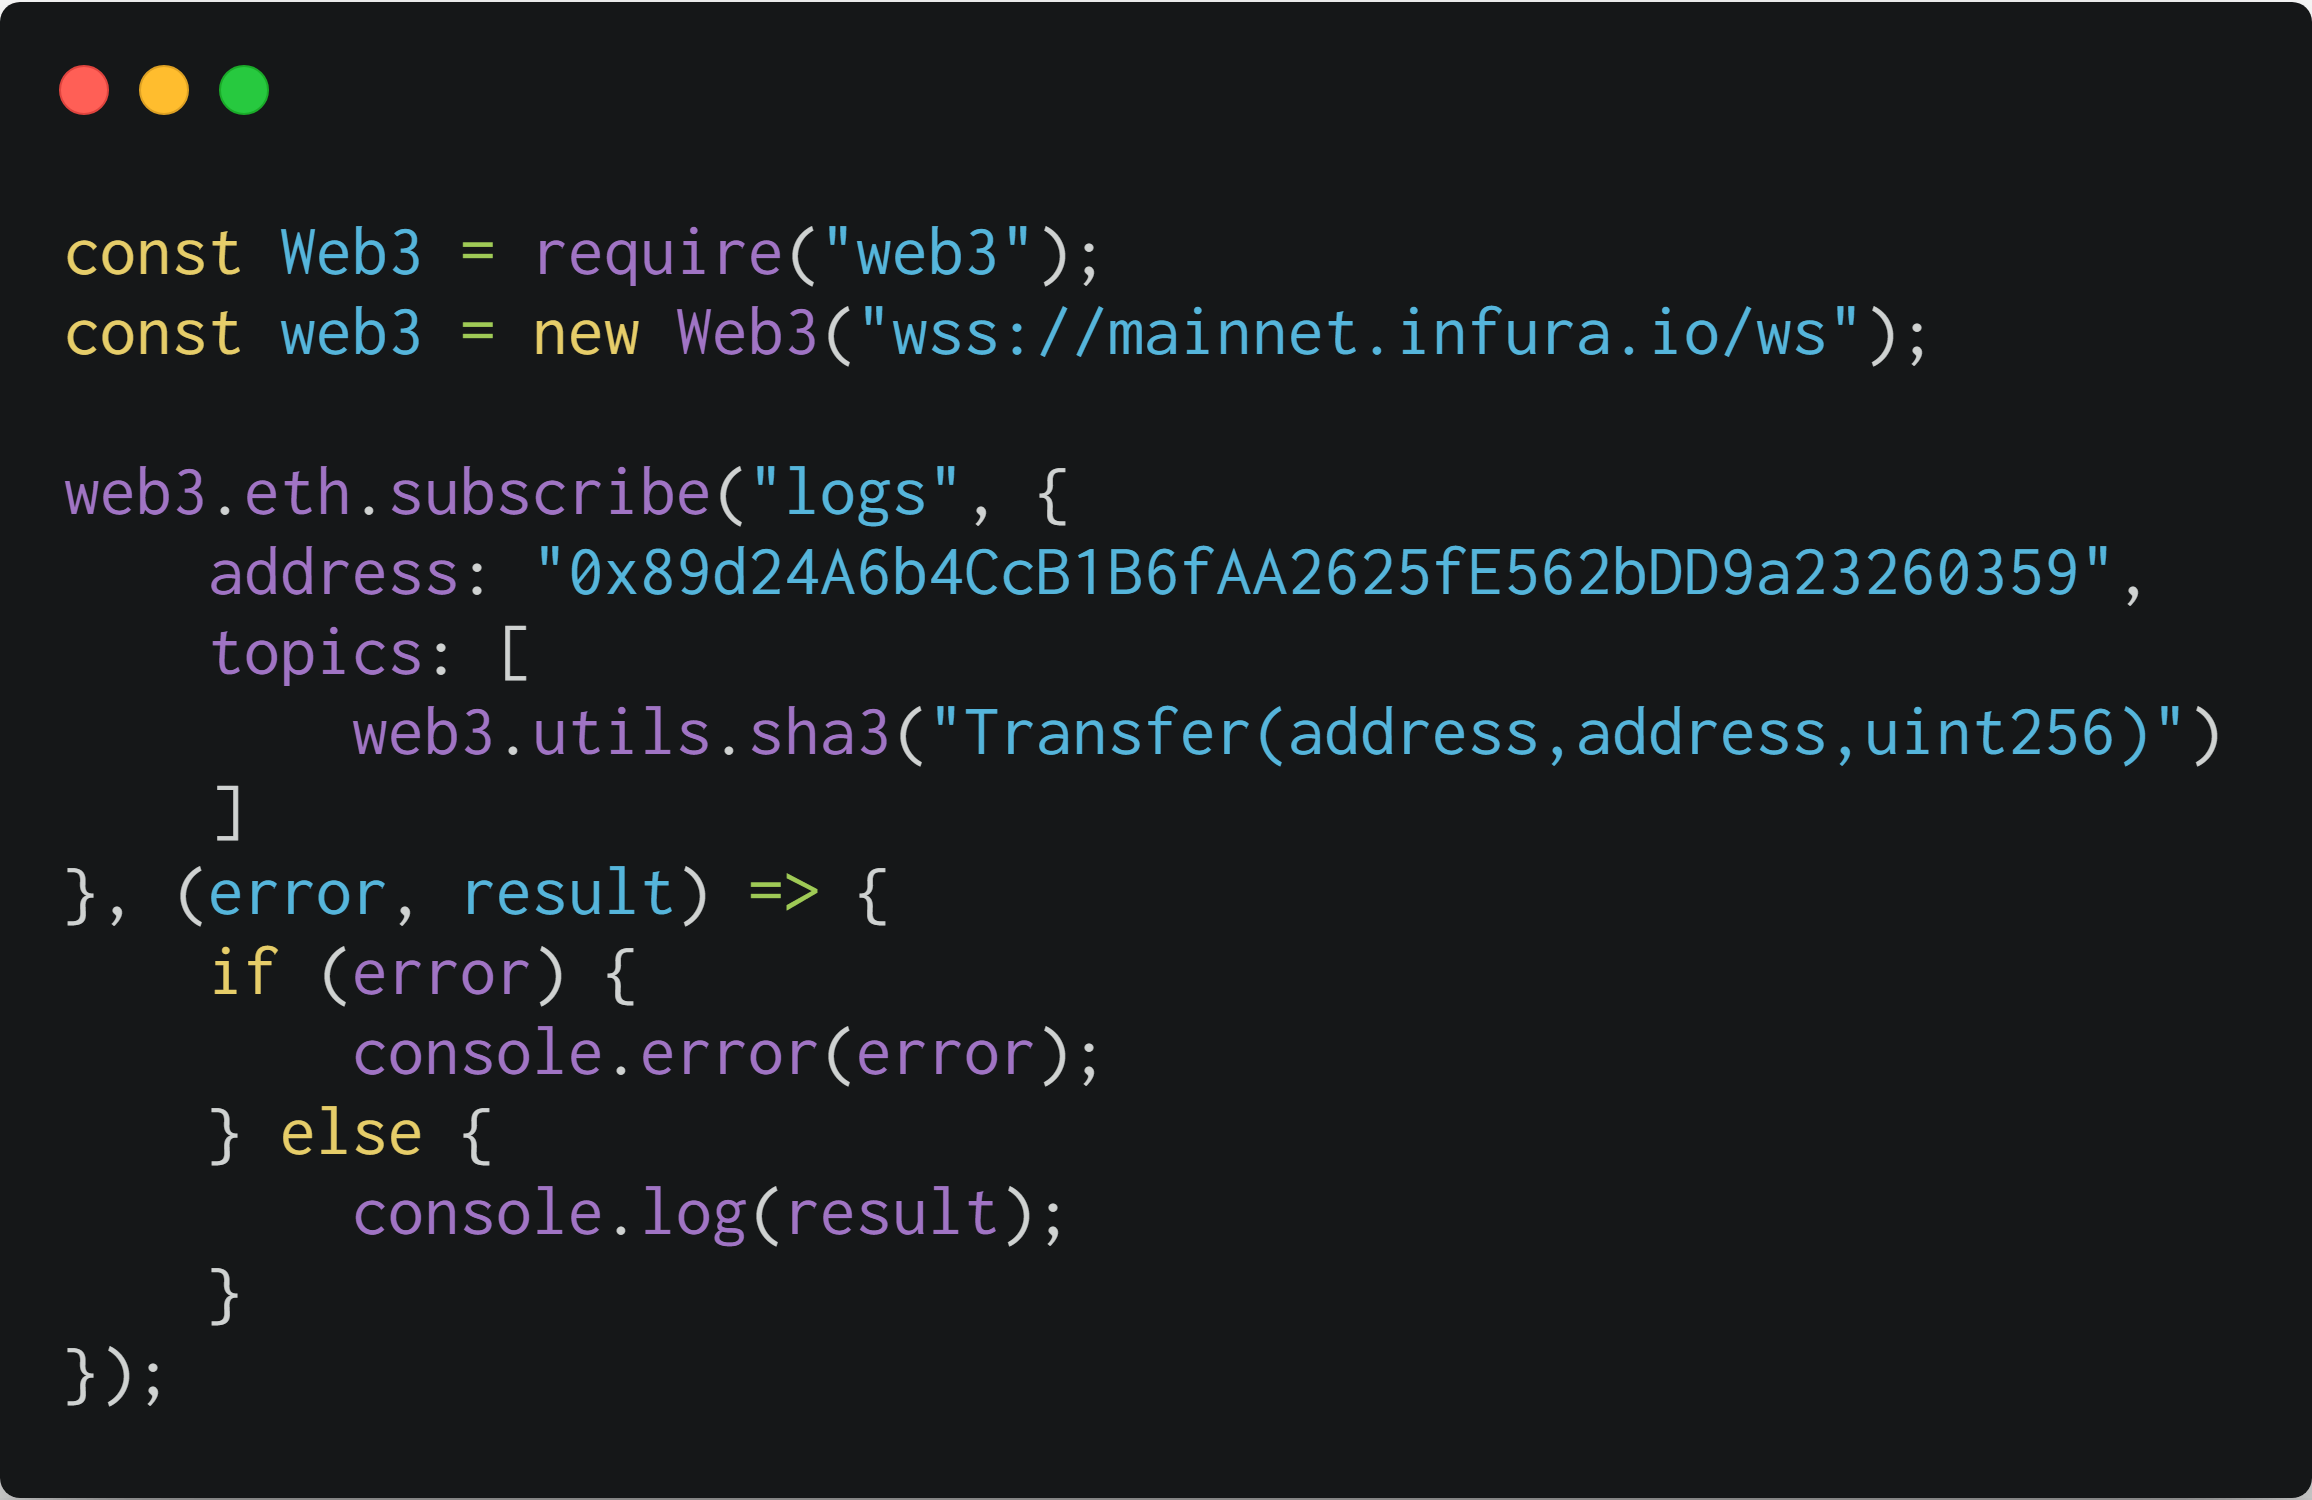 const Web3 = require("web3");
const web3 = new Web3("wss://mainnet.infura.io/ws");

web3.eth.subscribe("logs", {
    address: "0x89d24A6b4CcB1B6fAA2625fE562bDD9a23260359",
    topics: [
        web3.utils.sha3("Transfer(address,address,uint256)")
    ]
}, (error, result) => {
    if (error) {
        console.error(error);
    } else {
        console.log(result);
    }
});